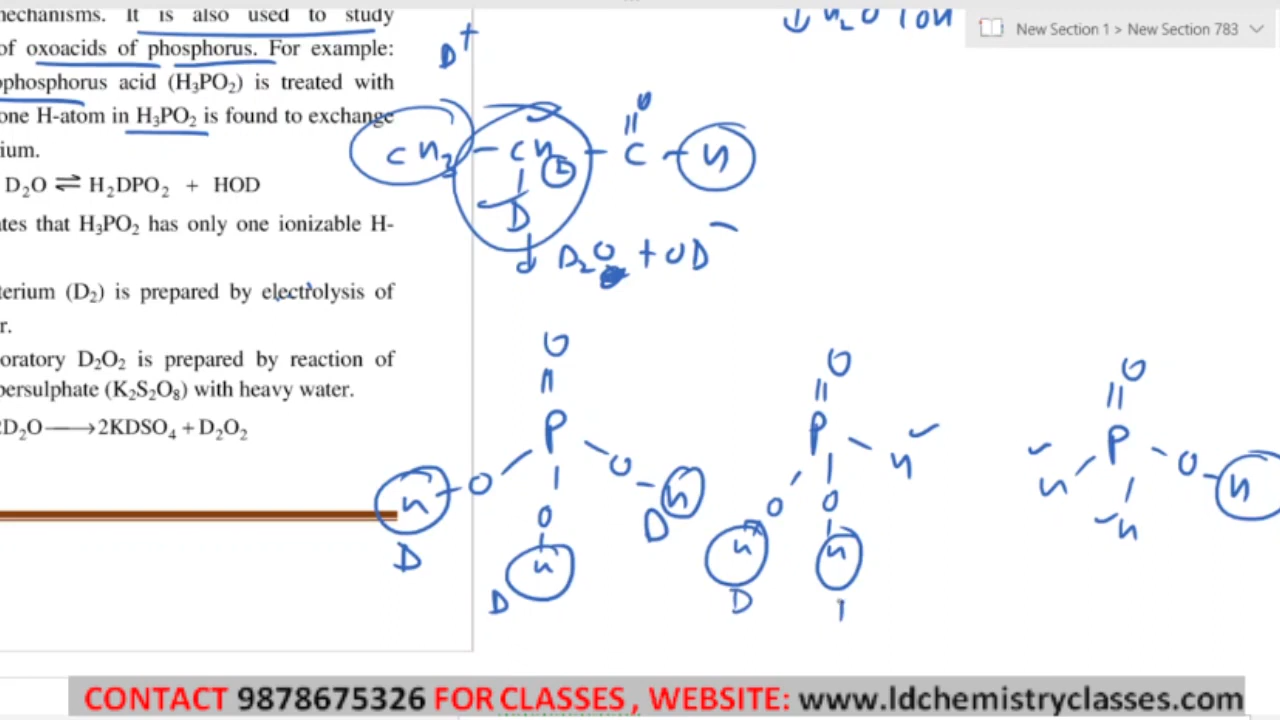 mechanisms. It is also used to study
of oxoacids of phosphorus. For example:
ophosphorus acid (H₃PO₂) is treated with
one H-atom in H₃PO₂ is found to exchange
ium.
D₂O ⇌ H₂DPO₂ + HOD
tes that H₃PO₂ has only one ionizable H-
terium (D₂) is prepared by electrolysis of
r.
oratory D₂O₂ is prepared by reaction of
persulphate (K₂S₂O₈) with heavy water.
2D₂O ⟶ 2KDSO₄ + D₂O₂
New Section 1 > New Section 783
D⁺
O
CH₂ – CH – C – H
D
D₂O + OD⁻
O
P
H – O O – H
O D
H
D D
O
P H
O O
H H
D
O
P
H O – H
H
CONTACT 9878675326 FOR CLASSES , WEBSITE: www.ldchemistryclasses.com